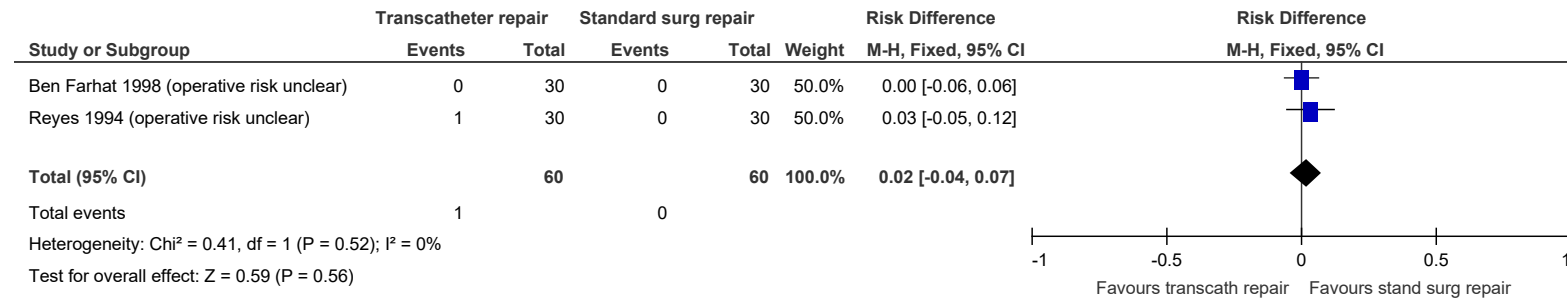 Transcatheter repair Standard surg repair Risk Difference Risk Difference
Study or Subgroup Events Total Events Total Weight M-H, Fixed, 95% CI M-H, Fixed, 95% CI
Ben Farhat 1998 (operative risk unclear) 0 30 0 30 50.0% 0.00 [-0.06, 0.06]
Reyes 1994 (operative risk unclear) 1 30 0 30 50.0% 0.03 [-0.05, 0.12]
Total (95% CI) 60 60 100.0% 0.02 [-0.04, 0.07]
Total events 1 0
Heterogeneity: Chi² = 0.41, df = 1 (P = 0.52); I² = 0%
Test for overall effect: Z = 0.59 (P = 0.56)
-1 -0.5 0 0.5 1
Favours transcath repair Favours stand surg repair